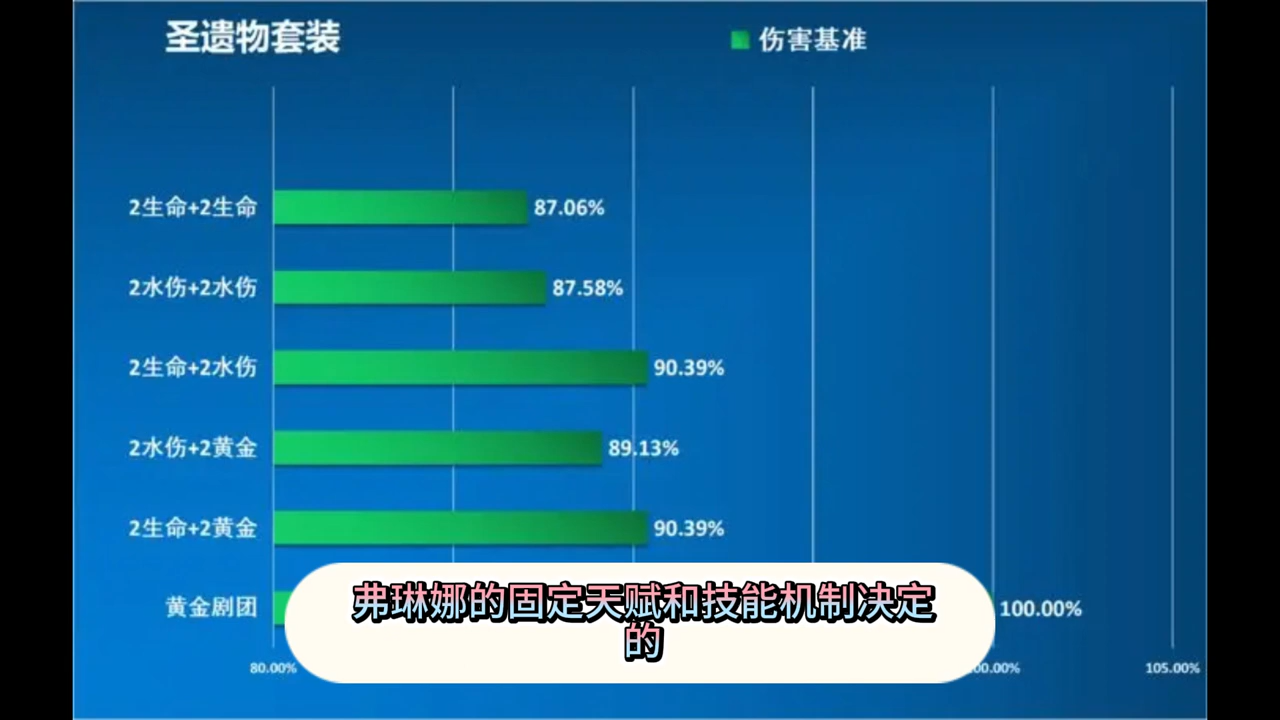 圣遗物套装
伤害基准
2生命+2生命 87.06%
2水伤+2水伤 87.58%
2生命+2水伤 90.39%
2水伤+2黄金 89.13%
2生命+2黄金 90.39%
黄金剧团 100.00%
弗琳娜的固定天赋和技能机制决定
的
80.00% 00.00% 105.00%